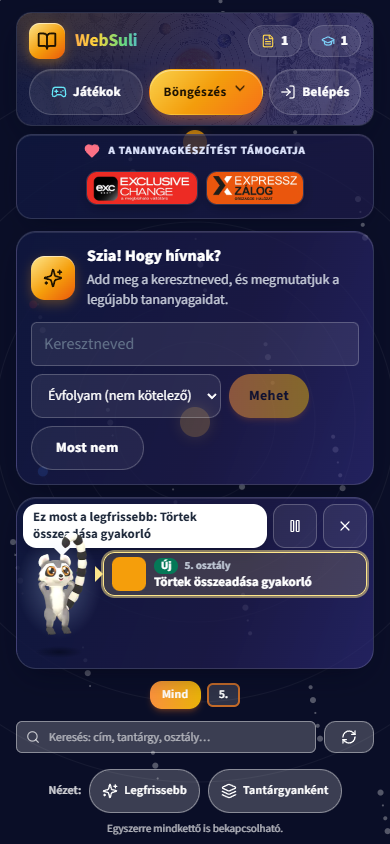 WebSuli
1
1
Játékok
Böngészés
Belépés
A TANANYAGKÉSZÍTÉST TÁMOGATJA
exc
EXCLUSIVE
CHANGE
EXPRESSZ
ZÁLOG
Szia! Hogy hívnak?
Add meg a keresztneved, és megmutatjuk a
legújabb tananyagaidat.
Keresztneved
Évfolyam (nem kötelező)
Mehet
Most nem
Ez most a legfrissebb: Törtek
összeadása gyakorló
Új
5. osztály
Törtek összeadása gyakorló
Mind
5.
Keresés: cím, tantárgy, osztály...
Nézet:
Legfrissebb
Tantárgyanként
Egyszerre mindkettő is bekapcsolható.